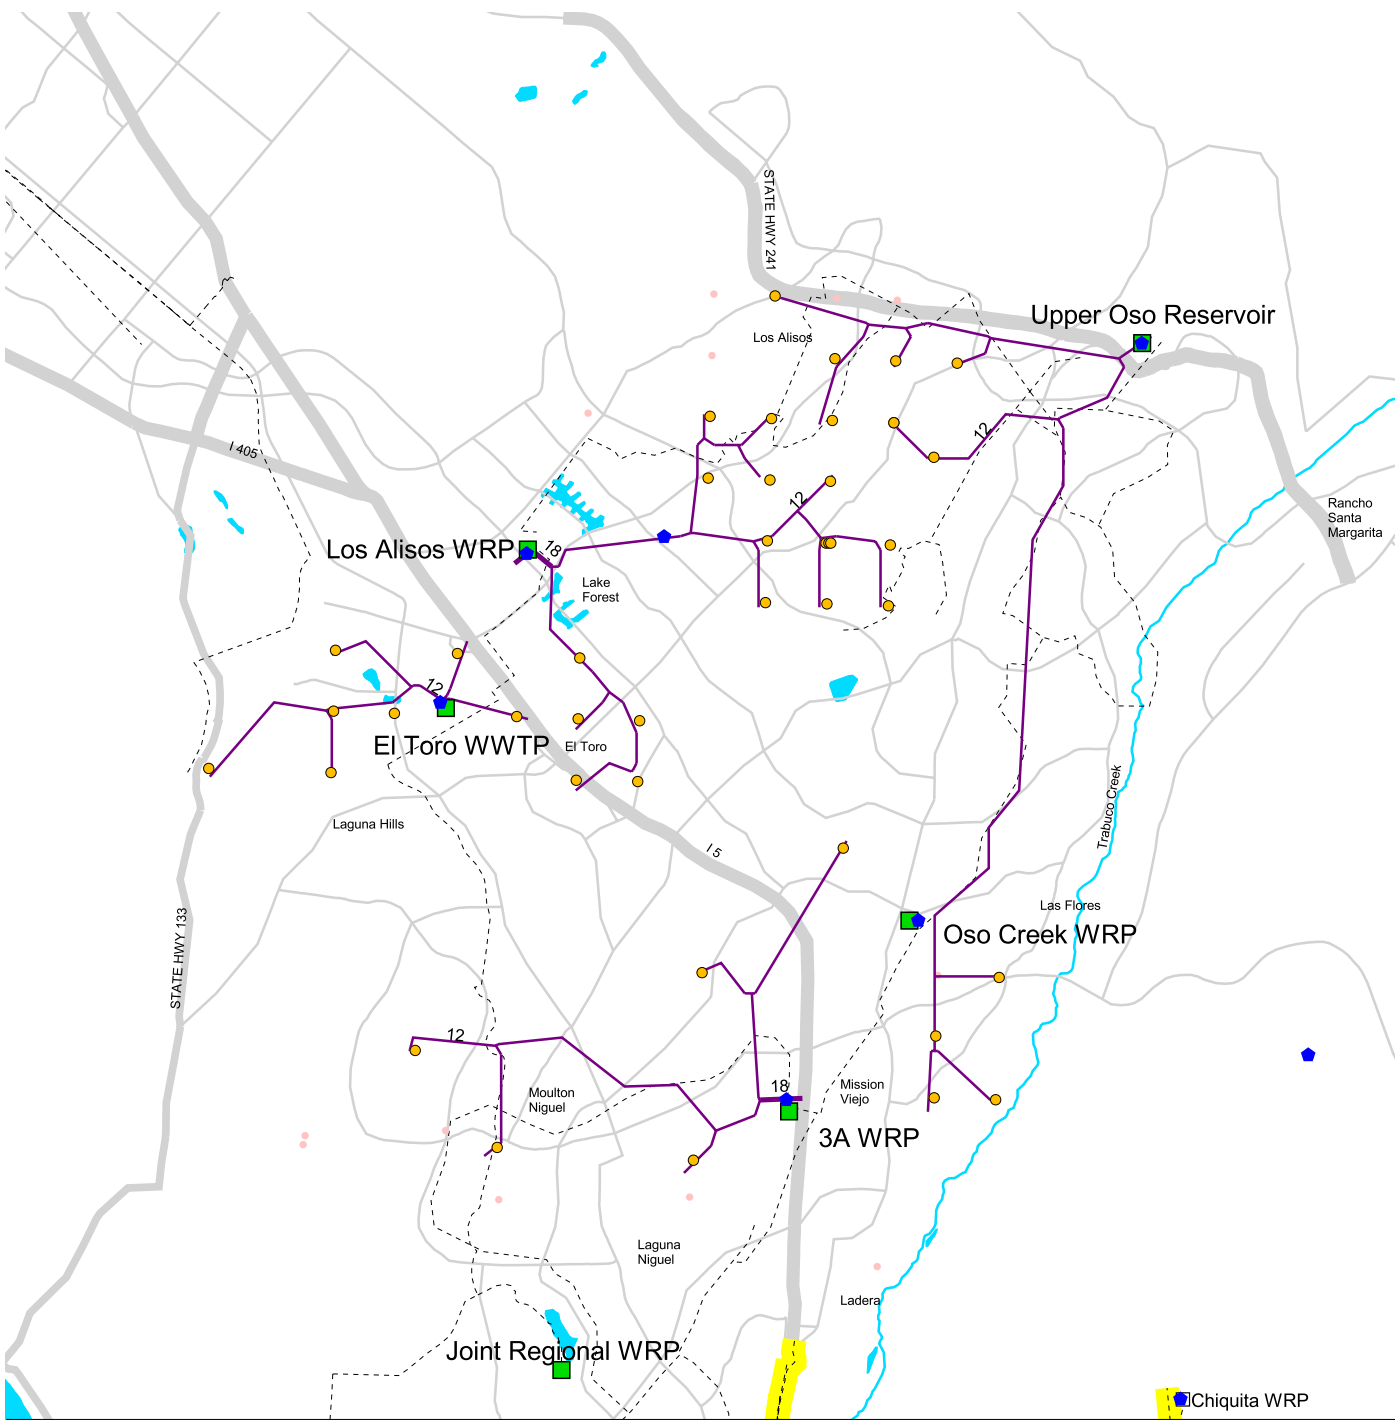 STATE HWY 241
Upper Oso Reservoir
Los Alisos
12
I 405
12
Rancho
Santa
Margarita
Los Alisos WRP
18
Lake
Forest
12
El Toro WWTP
El Toro
Laguna Hills
Trabuco Creek
I 5
Las Flores
Oso Creek WRP
STATE HWY 133
12
Moulton
Niguel
18
Mission
Viejo
3A WRP
Laguna
Niguel
Ladera
Joint Regional WRP
Chiquita WRP